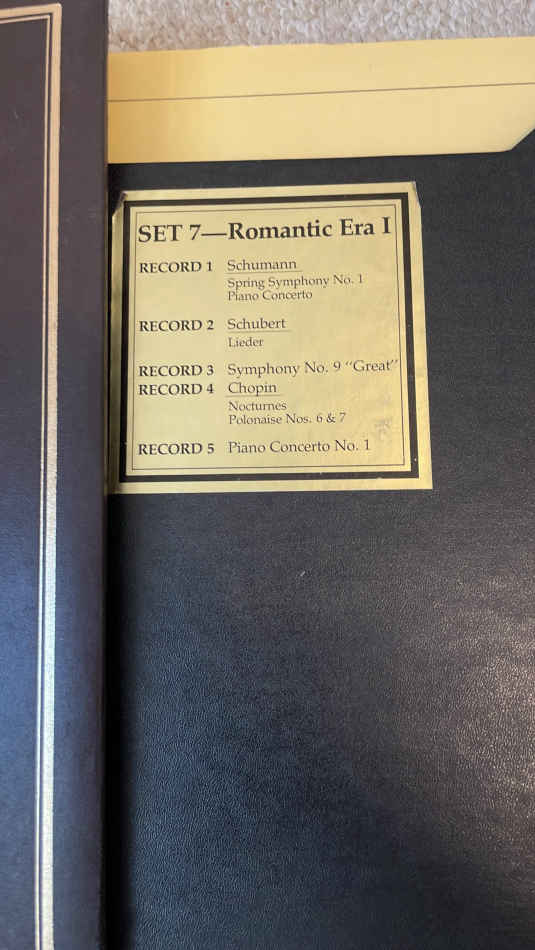 SET 7—Romantic Era I
RECORD 1 Schumann
Spring Symphony No. 1
Piano Concerto
RECORD 2 Schubert
Lieder
RECORD 3 Symphony No. 9 “Great”
RECORD 4 Chopin
Nocturnes
Polonaise Nos. 6 & 7
RECORD 5 Piano Concerto No. 1